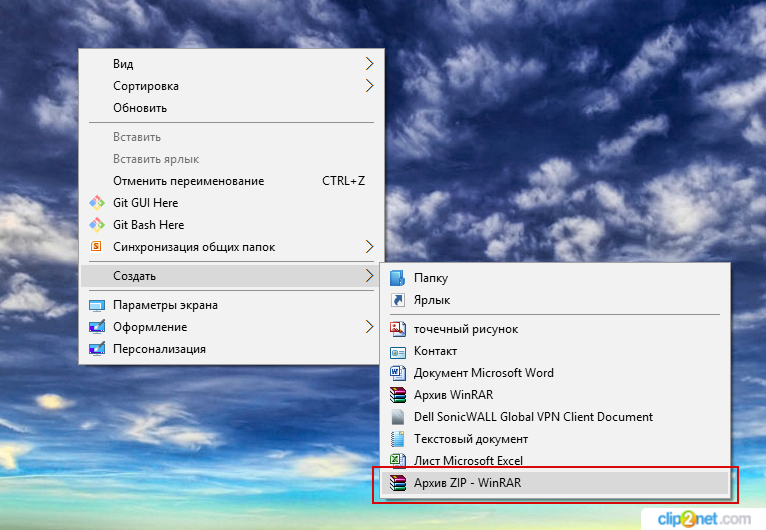 Вид
Сортировка
Обновить
Вставить
Вставить ярлык
Отменить переименование CTRL+Z
Git GUI Here
Git Bash Here
Синхронизация общих папок
Создать
Параметры экрана
Оформление
Персонализация
Папку
Ярлык
точечный рисунок
Контакт
Документ Microsoft Word
Архив WinRAR
Dell SonicWALL Global VPN Client Document
Текстовый документ
Лист Microsoft Excel
Архив ZIP - WinRAR
clip2net.com